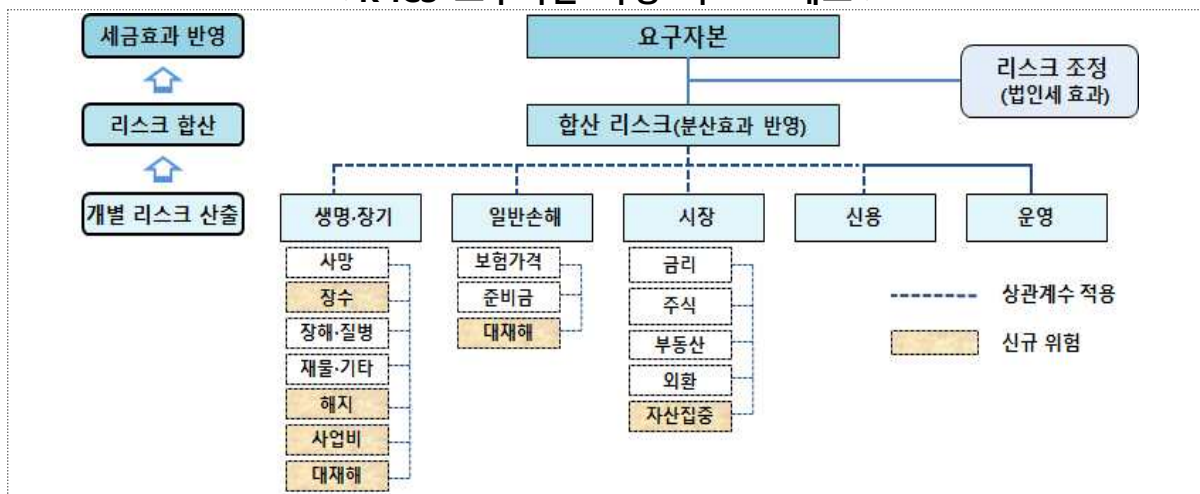 세금효과 반영
요구자본
리스크 조정
(법인세 효과)
리스크 합산
합산 리스크(분산효과 반영)
개별 리스크 산출
생명·장기
일반손해
시장
신용
운영
사망
장수
장해·질병
재물·기타
해지
사업비
대재해
보험가격
준비금
대재해
금리
주식
부동산
외환
자산집중
상관계수 적용
신규 위험